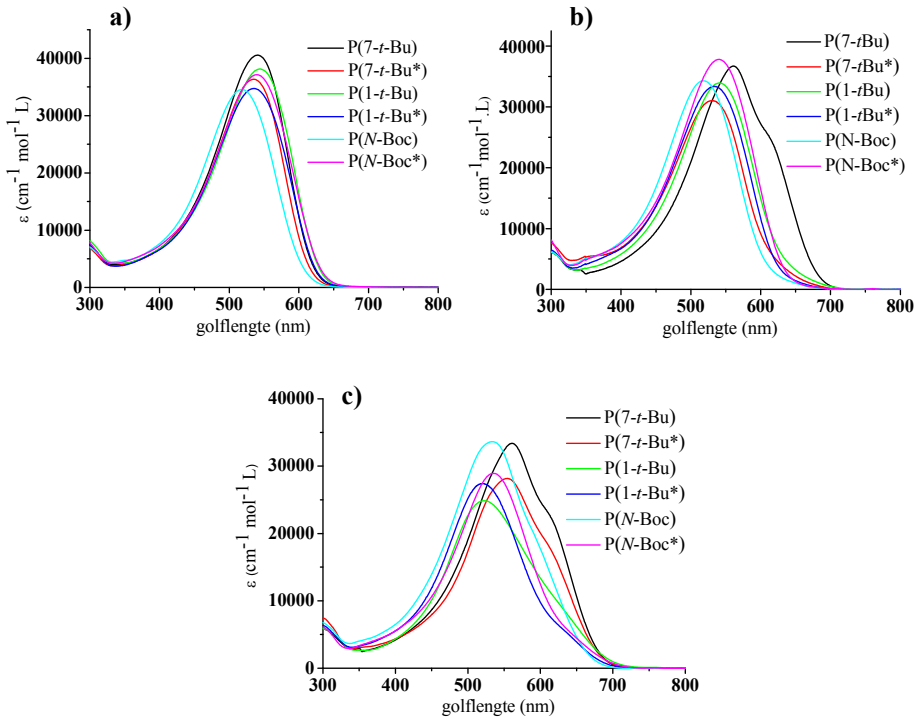 a)
ε (cm⁻¹ mol⁻¹ L)
40000
30000
20000
10000
0
300 400 500 600 700 800
golflengte (nm)
P(7-t-Bu)
P(7-t-Bu*)
P(1-t-Bu)
P(1-t-Bu*)
P(N-Boc)
P(N-Boc*)
b)
ε (cm⁻¹ mol⁻¹.L)
40000
30000
20000
10000
0
300 400 500 600 700 800
golflengte (nm)
P(7-tBu)
P(7-tBu*)
P(1-tBu)
P(1-tBu*)
P(N-Boc)
P(N-Boc*)
c)
ε (cm⁻¹ mol⁻¹ L)
40000
30000
20000
10000
0
300 400 500 600 700 800
golflengte (nm)
P(7-t-Bu)
P(7-t-Bu*)
P(1-t-Bu)
P(1-t-Bu*)
P(N-Boc)
P(N-Boc*)